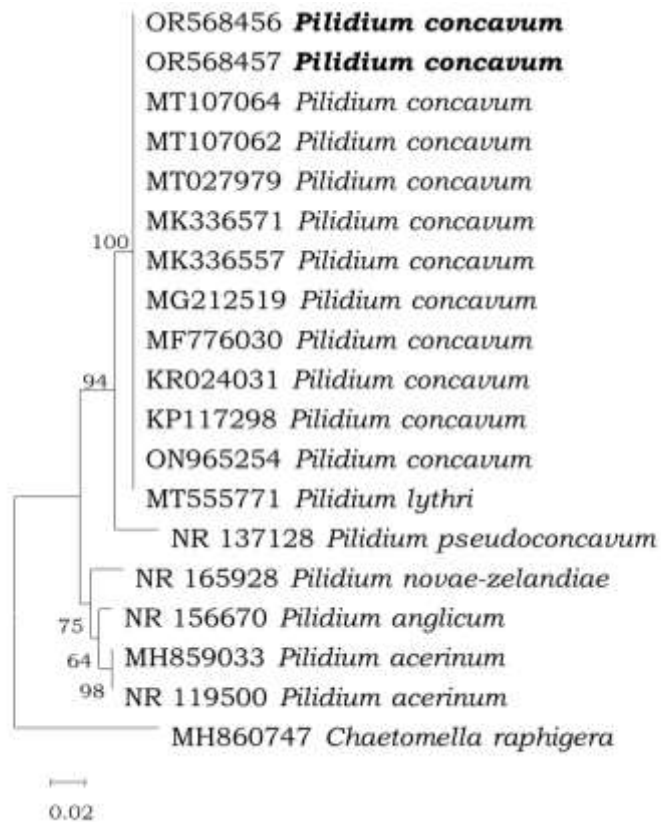 OR568456 Pilidium concavum
OR568457 Pilidium concavum
MT107064 Pilidium concavum
MT107062 Pilidium concavum
MT027979 Pilidium concavum
MK336571 Pilidium concavum
100
MK336557 Pilidium concavum
MG212519 Pilidium concavum
MF776030 Pilidium concavum
94
KR024031 Pilidium concavum
KP117298 Pilidium concavum
ON965254 Pilidium concavum
MT555771 Pilidium lythri
NR 137128 Pilidium pseudoconcavum
NR 165928 Pilidium novae-zelandiae
75
NR 156670 Pilidium anglicum
64
MH859033 Pilidium acerinum
98
NR 119500 Pilidium acerinum
MH860747 Chaetomella raphigera
0.02